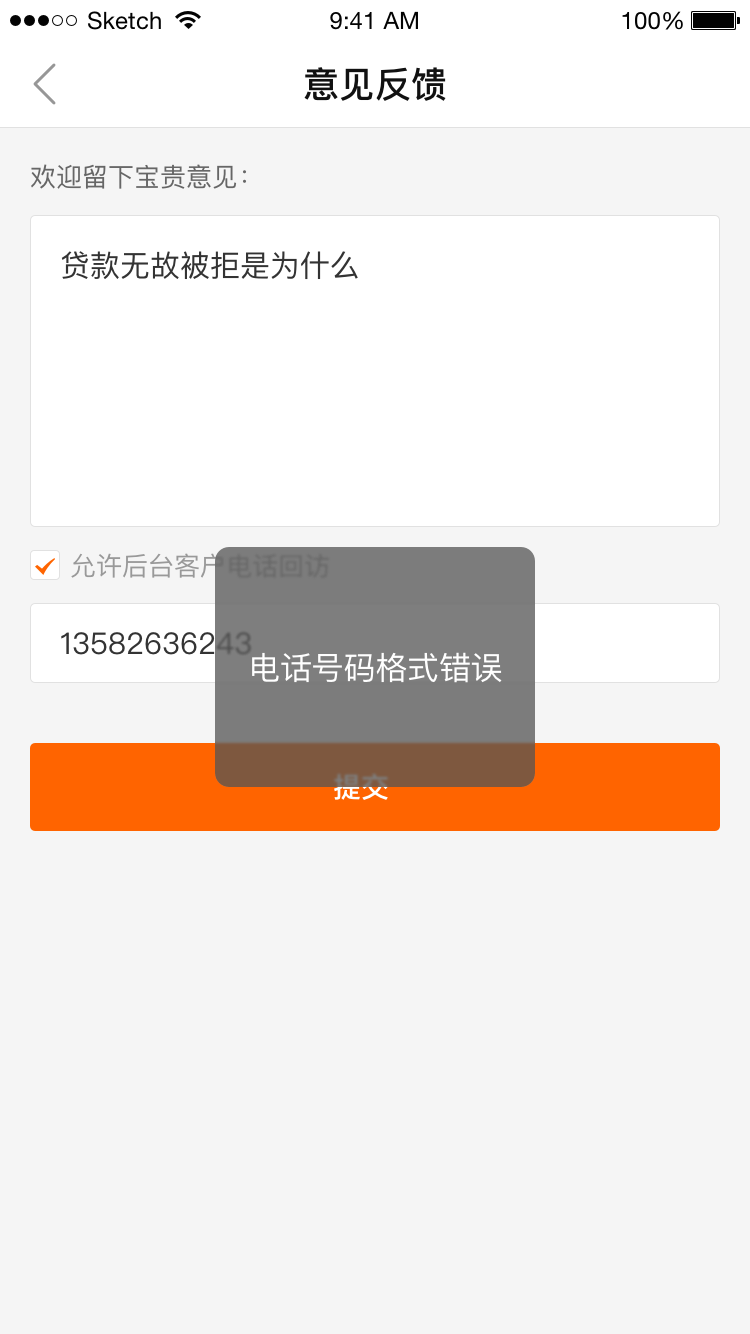 Sketch 9:41 AM 100%
意见反馈
欢迎留下宝贵意见：
贷款无故被拒是为什么
允许后台客户电话回访
13582636243
电话号码格式错误
提交